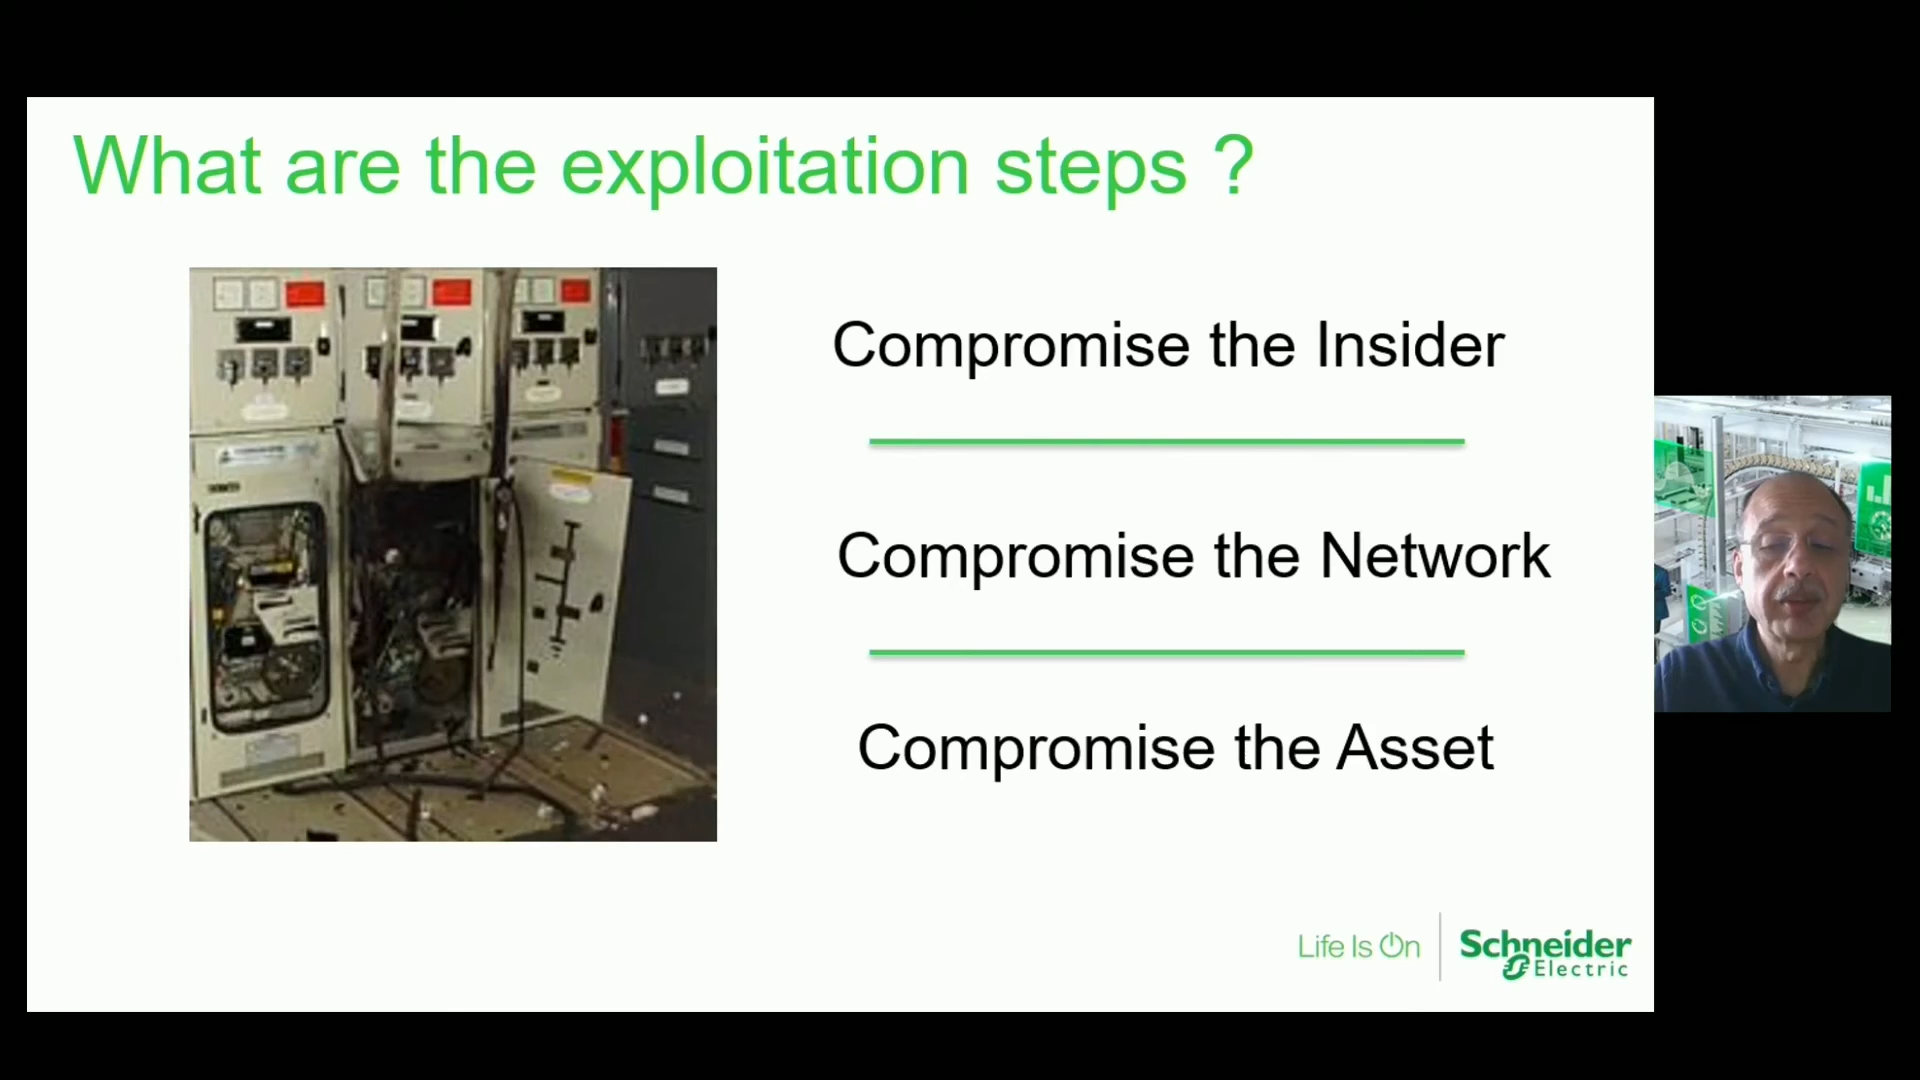 What are the exploitation steps ?
Compromise the Insider
Compromise the Network
Compromise the Asset
Life Is On
Schneider
Electric